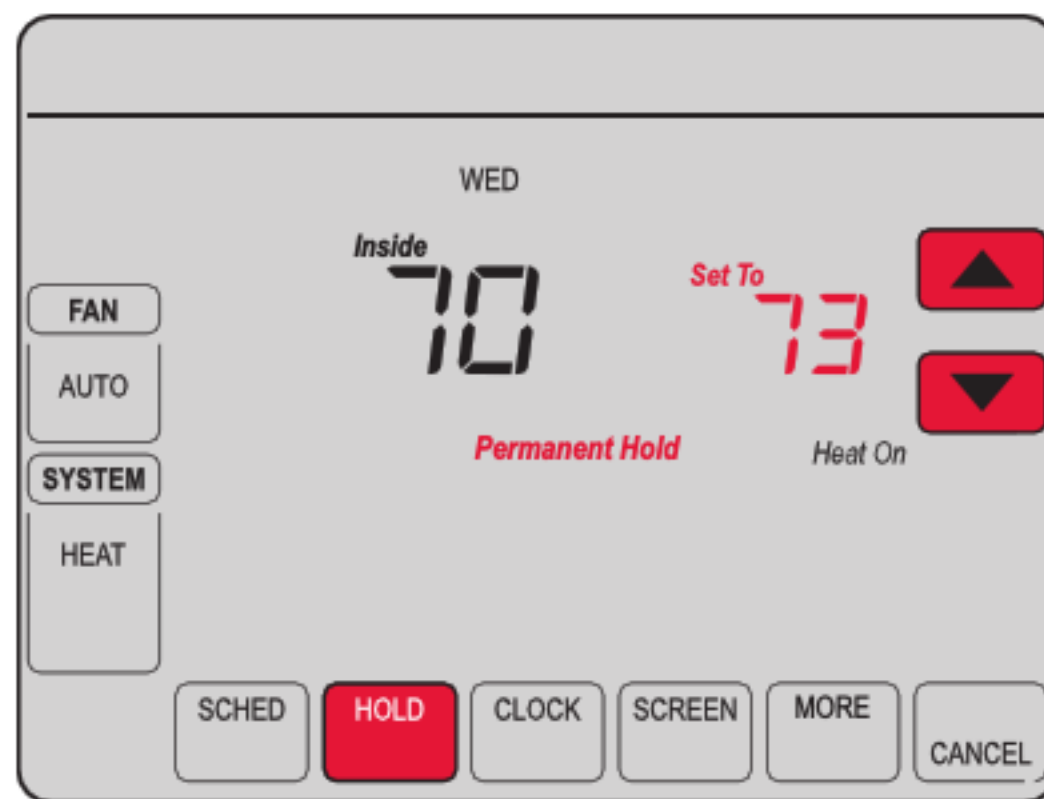 WED
Inside
70
Set To
73
FAN
AUTO
Permanent Hold
Heat On
SYSTEM
HEAT
SCHED
HOLD
CLOCK
SCREEN
MORE
CANCEL